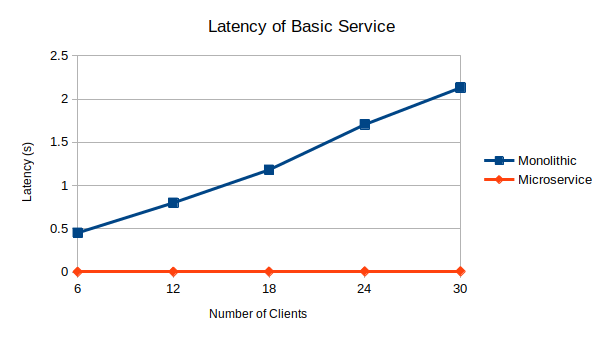 Latency of Basic Service
2.5
2
1.5
1
0.5
0
Latency (s)
6 12 18 24 30
Number of Clients
Monolithic
Microservice